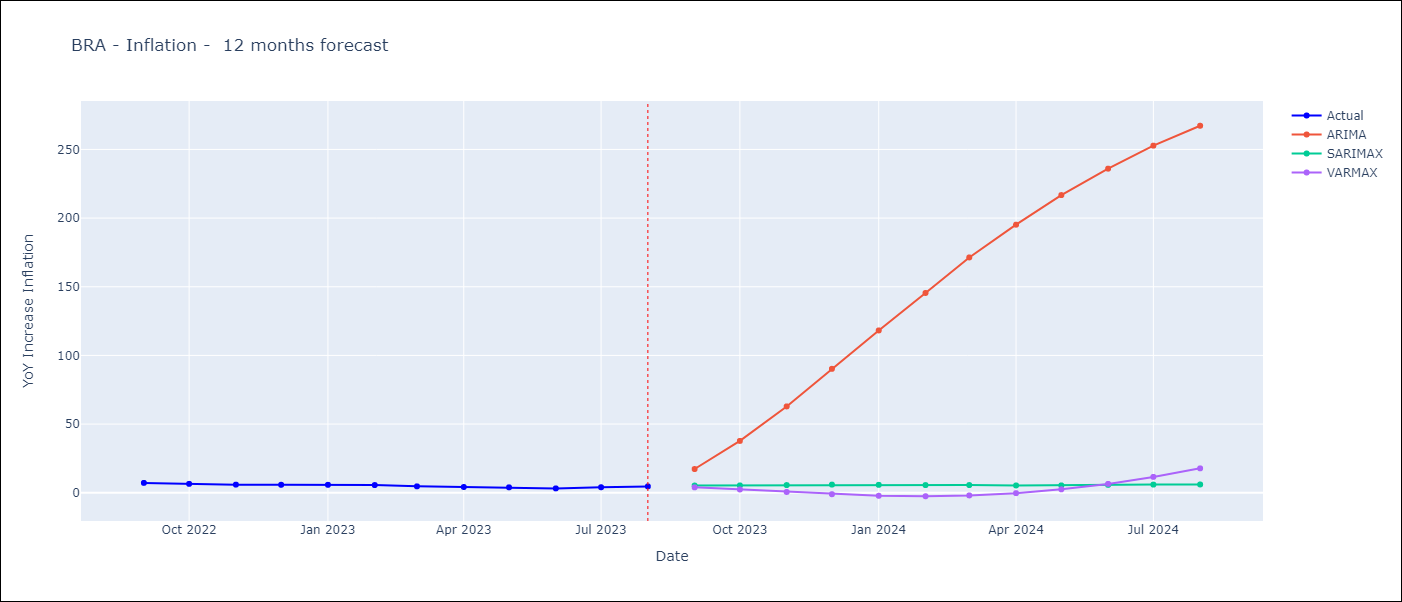 BRA - Inflation -  12 months forecast
Actual
ARIMA
SARIMAX
VARMAX
YoY Increase Inflation
250
200
150
100
50
0
Oct 2022
Jan 2023
Apr 2023
Jul 2023
Oct 2023
Jan 2024
Apr 2024
Jul 2024
Date